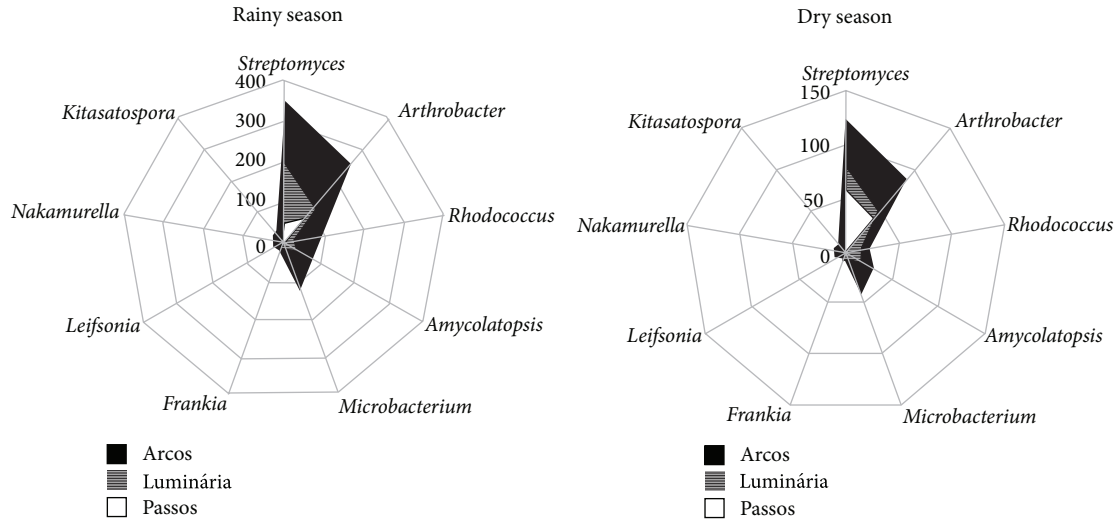 Rainy season
Streptomyces
400
Kitasatospora
Arthrobacter
300
200
Nakamurella
100
Rhodococcus
0
Leifsonia
Amycolatopsis
Frankia
Microbacterium
Arcos
Luminária
Passos
Dry season
Streptomyces
150
Kitasatospora
Arthrobacter
100
Nakamurella
50
Rhodococcus
0
Leifsonia
Amycolatopsis
Frankia
Microbacterium
Arcos
Luminária
Passos